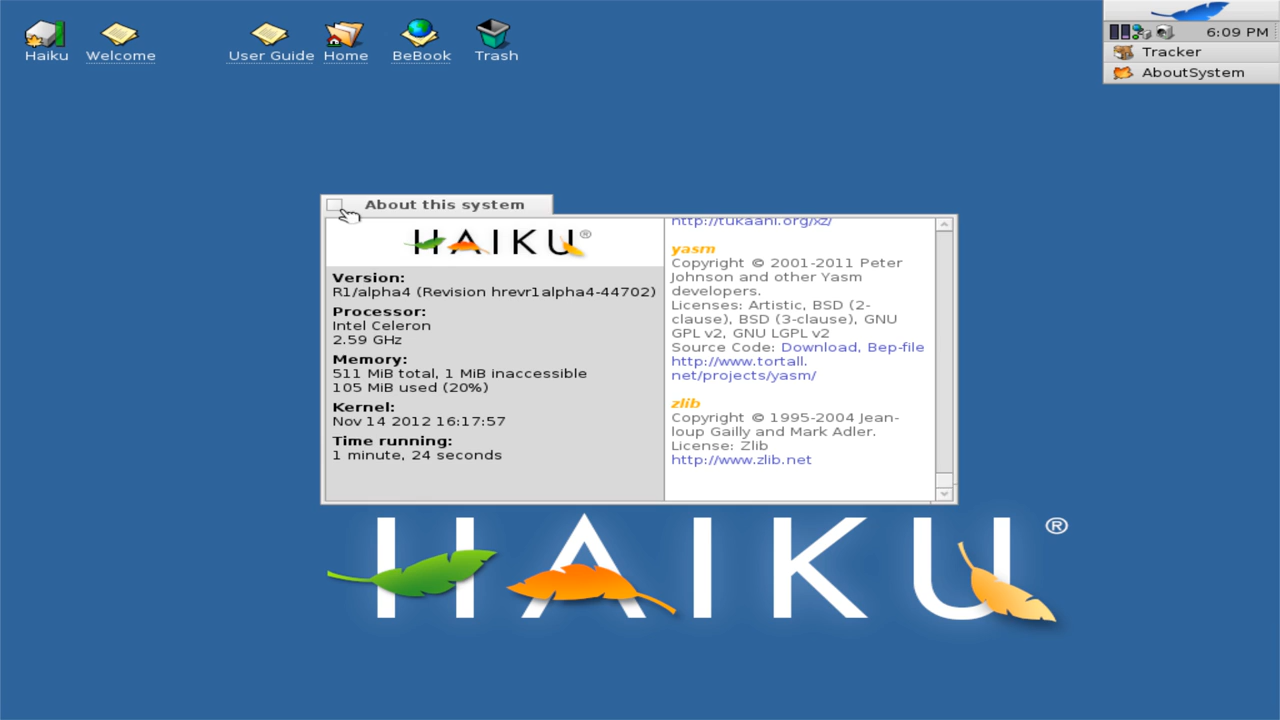 Haiku
Welcome
User Guide
Home
BeBook
Trash
6:09 PM
Tracker
AboutSystem
About this system
HAIKU®
Version:
R1/alpha4 (Revision hrevr1alpha4-44702)
Processor:
Intel Celeron
2.59 GHz
Memory:
511 MiB total, 1 MiB inaccessible
105 MiB used (20%)
Kernel:
Nov 14 2012 16:17:57
Time running:
1 minute, 24 seconds
http://tukaani.org/xz/
yasm
Copyright © 2001-2011 Peter
Johnson and other Yasm
developers.
Licenses: Artistic, BSD (2-
clause), BSD (3-clause), GNU
GPL v2, GNU LGPL v2
Source Code: Download, Bep-file
http://www.tortall.
net/projects/yasm/
zlib
Copyright © 1995-2004 Jean-
loup Gailly and Mark Adler.
License: Zlib
http://www.zlib.net
HAIKU®